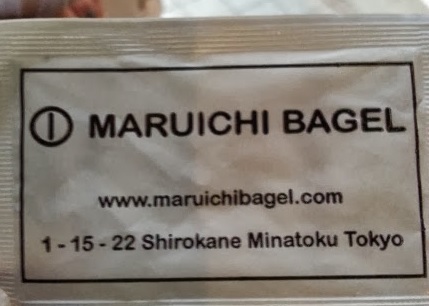 MARUICHI BAGEL
www.maruichibagel.com
1 - 15 - 22 Shirokane Minatoku Tokyo